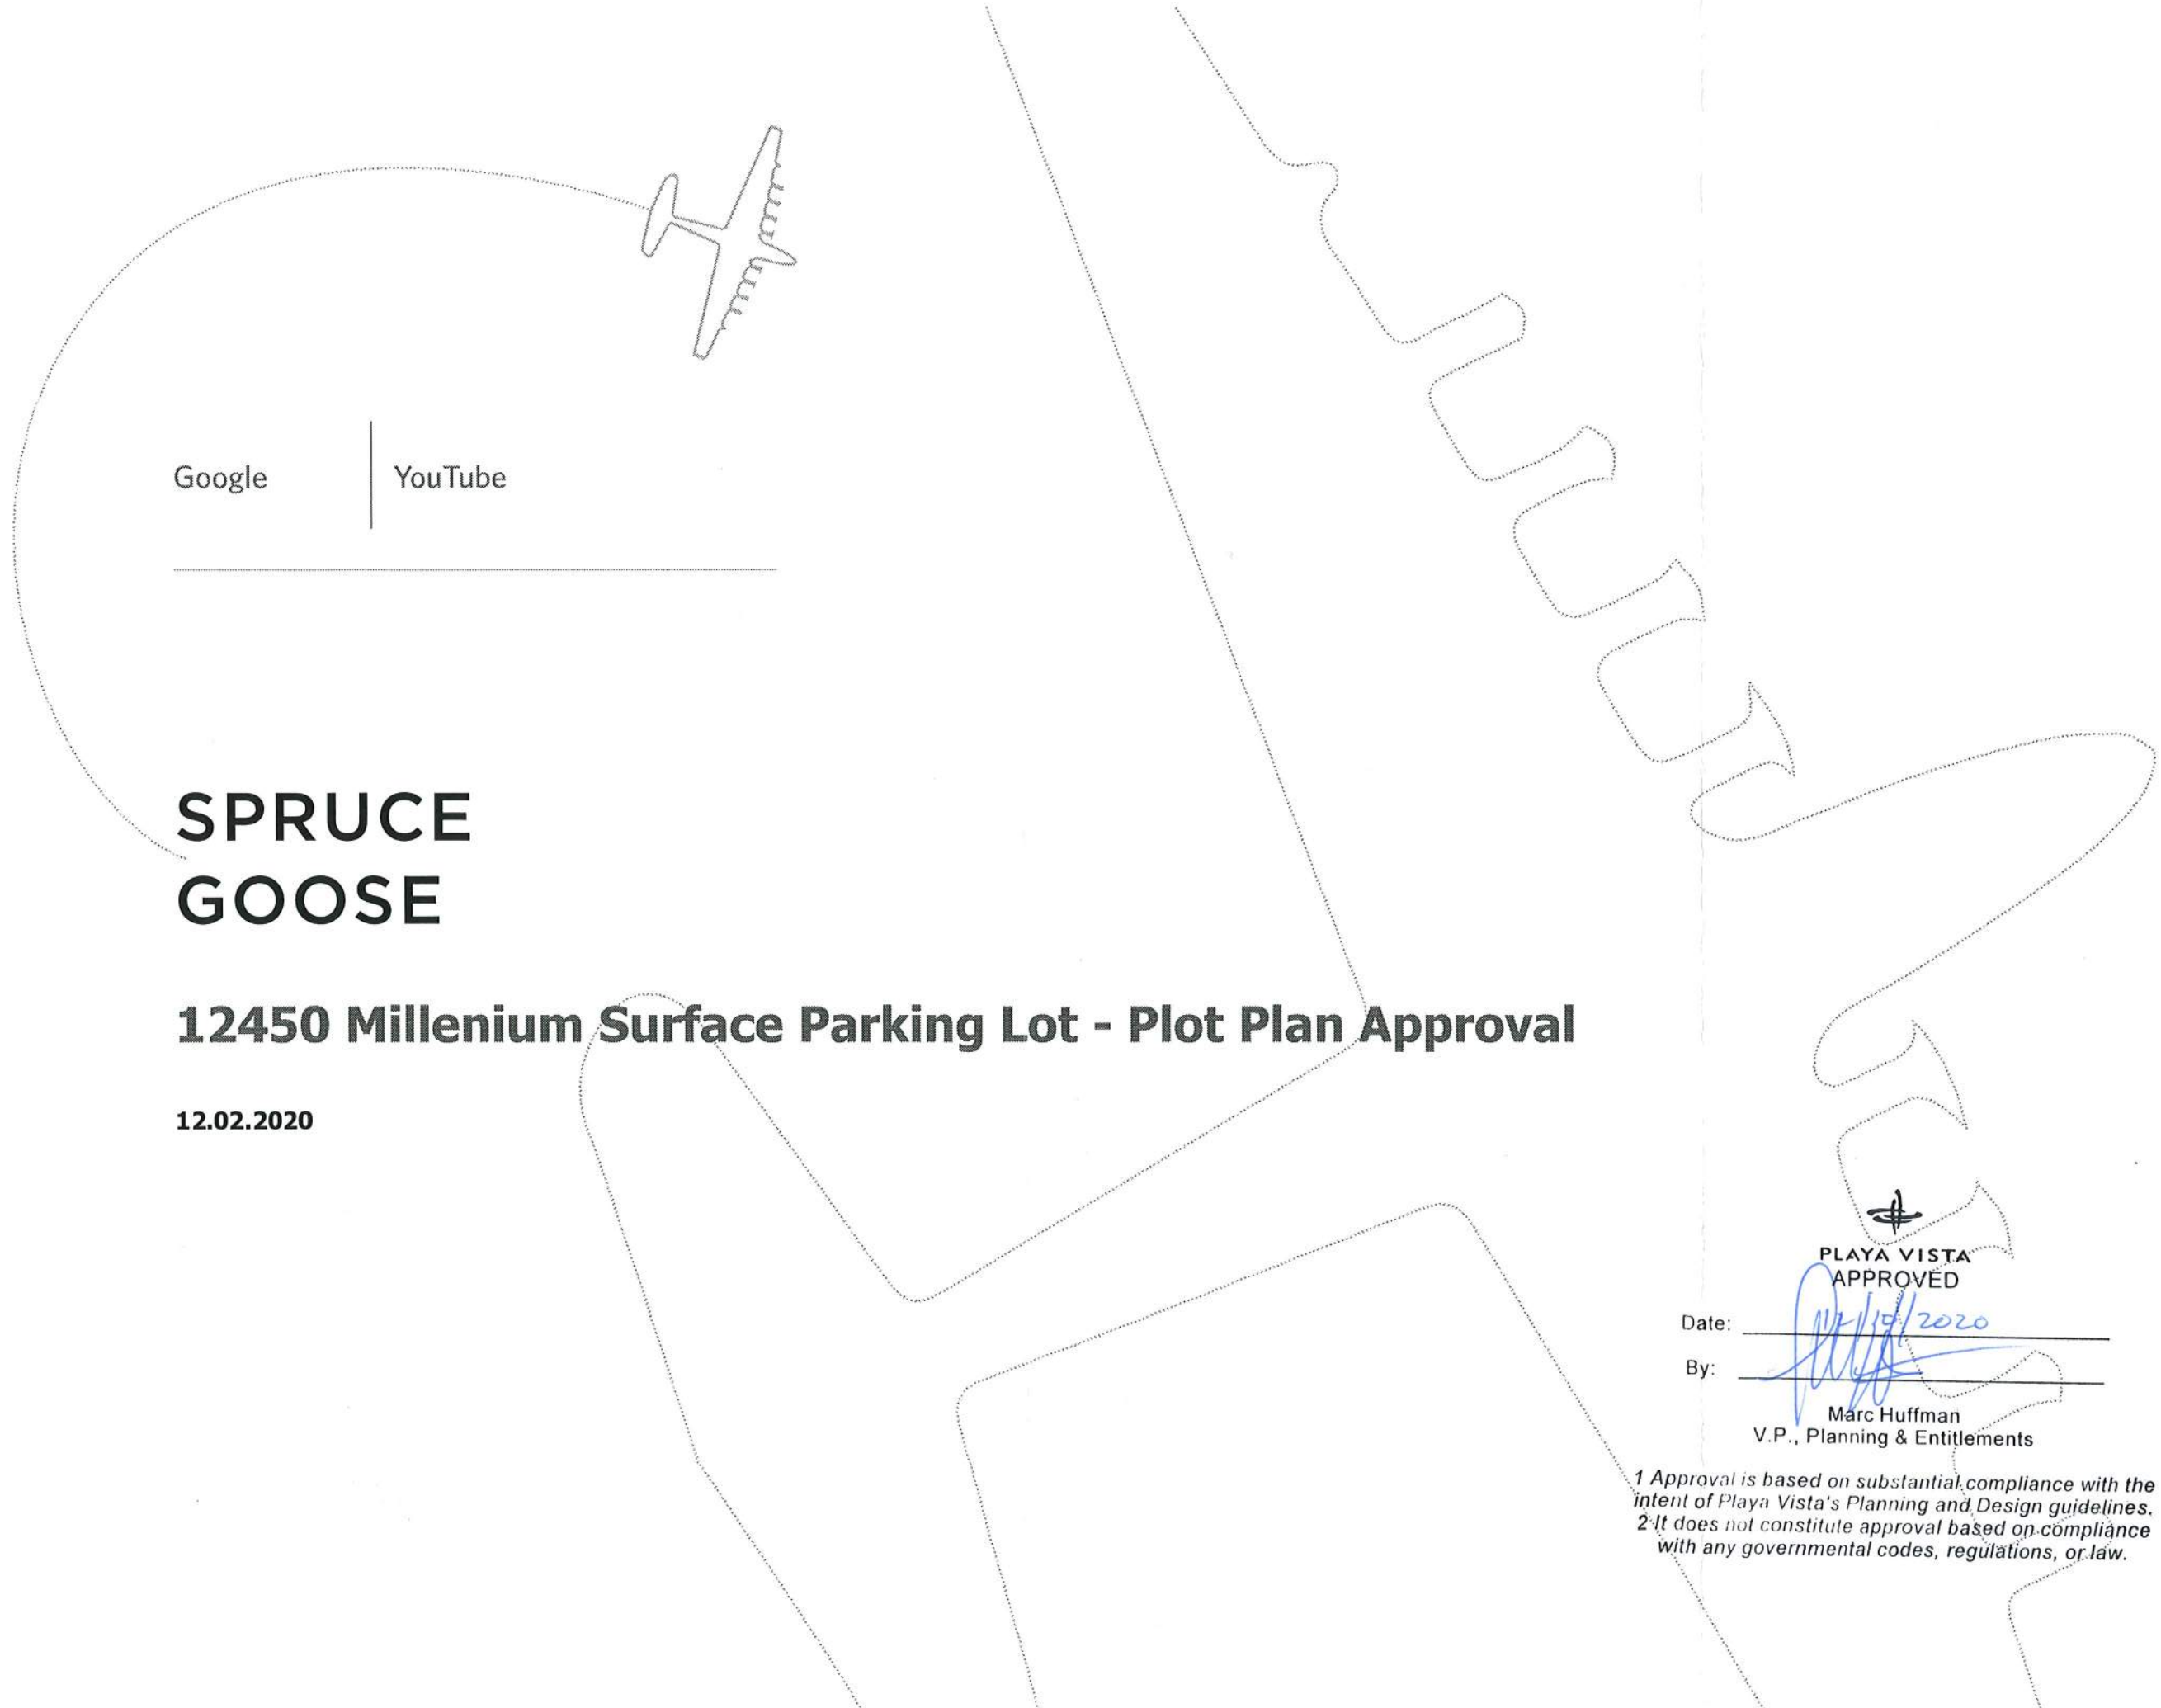 Google
YouTube
SPRUCE
GOOSE
12450 Millenium Surface Parking Lot - Plot Plan Approval
12.02.2020
PLAYA VISTA
APPROVED
Date: 12/10/2020
By:
Marc Huffman
V.P., Planning & Entitlements
1 Approval is based on substantial compliance with the
intent of Playa Vista's Planning and Design guidelines.
2 It does not constitute approval based on compliance
with any governmental codes, regulations, or law.